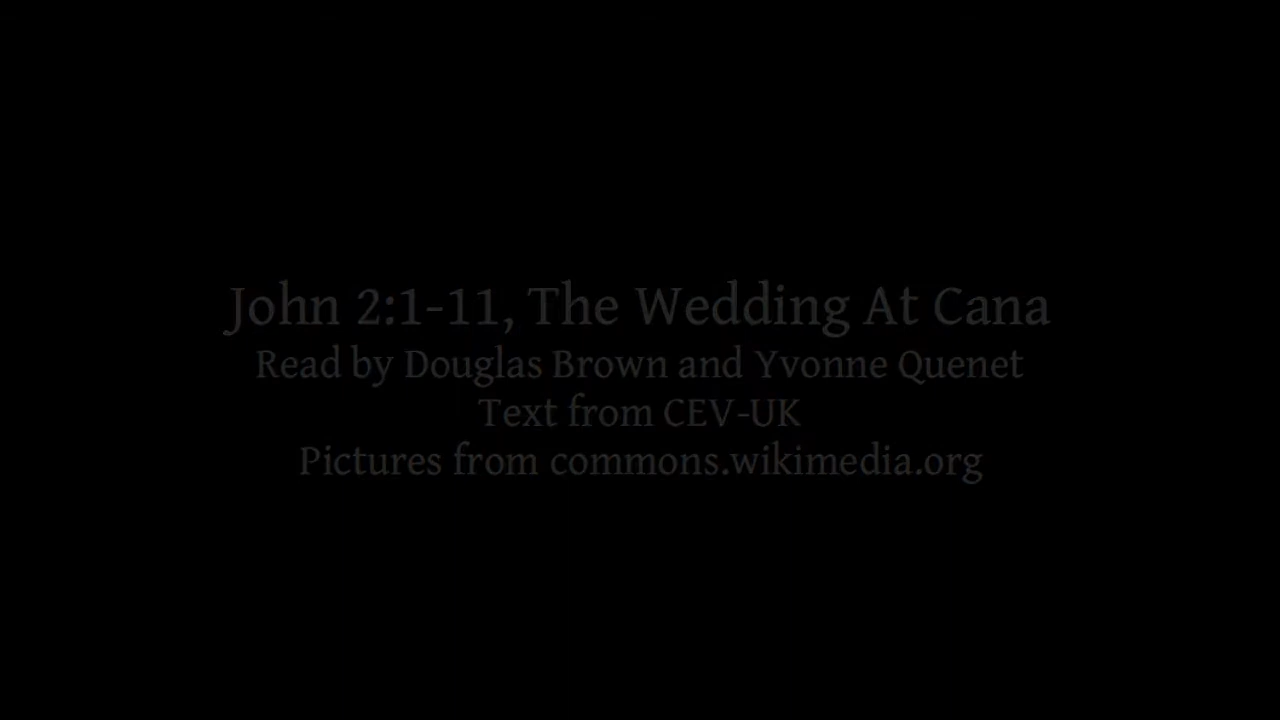 John 2:1-11, The Wedding At Cana
Read by Douglas Brown and Yvonne Quenet
Text from CEV-UK
Pictures from commons.wikimedia.org